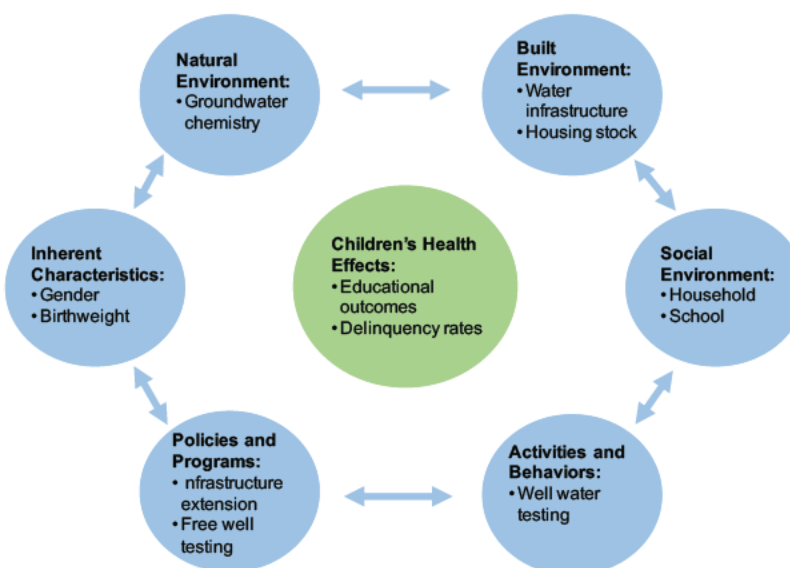 Natural
Environment:
• Groundwater
chemistry
Built
Environment:
• Water
infrastructure
• Housing stock
Inherent
Characteristics:
• Gender
• Birthweight
Children's Health
Effects:
• Educational
outcomes
• Delinquency rates
Social
Environment:
• Household
• School
Policies and
Programs:
• nfrastructure
extension
• Free well
testing
Activities and
Behaviors:
• Well water
testing